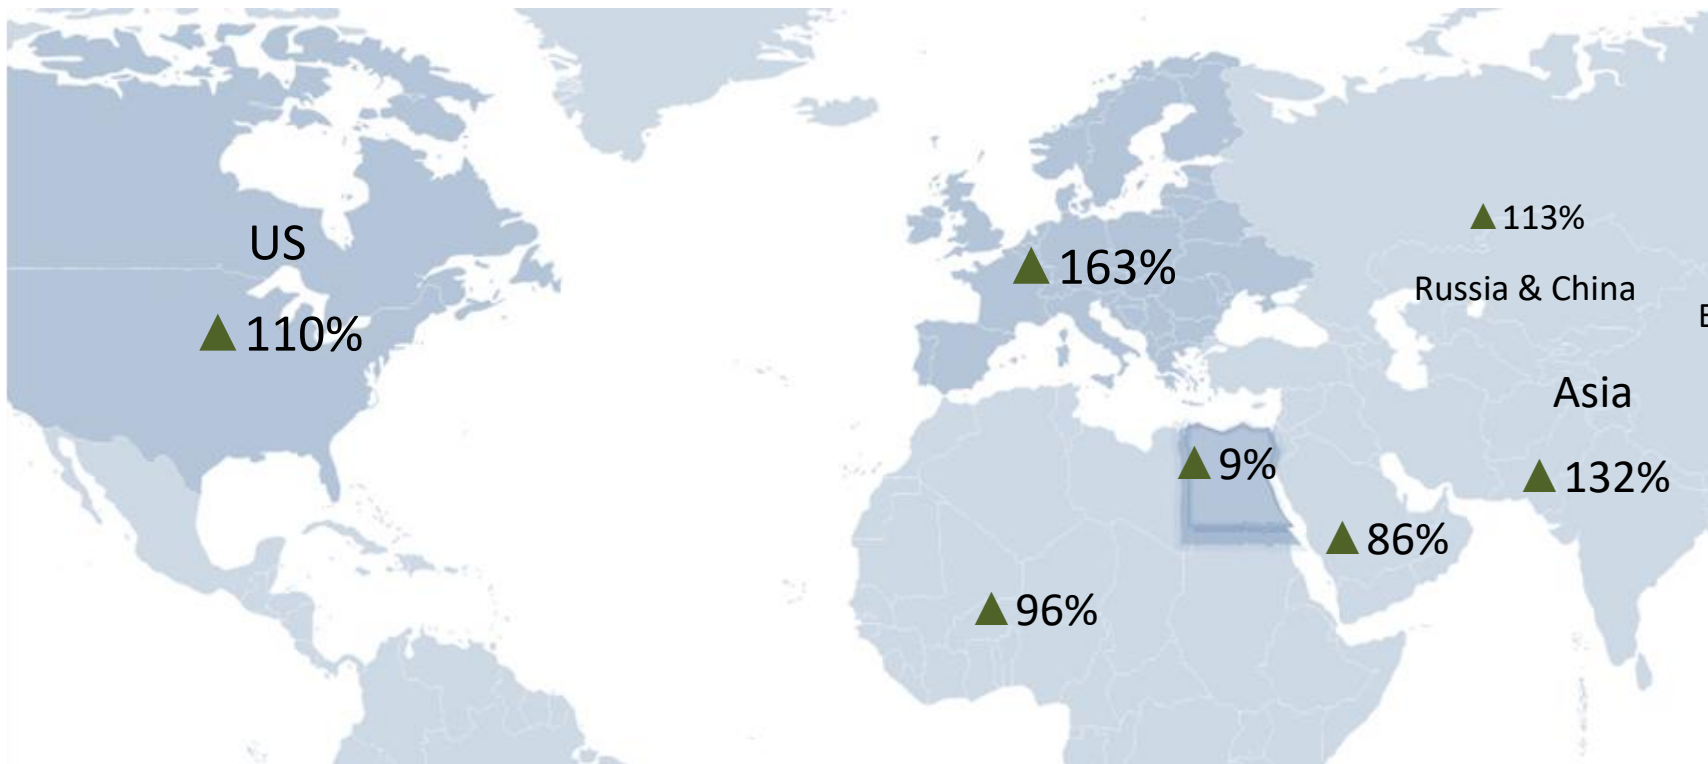 US
▲ 110%
▲ 163%
▲ 113%
Russia & China
Asia
▲ 9%
▲ 132%
▲ 86%
▲ 96%